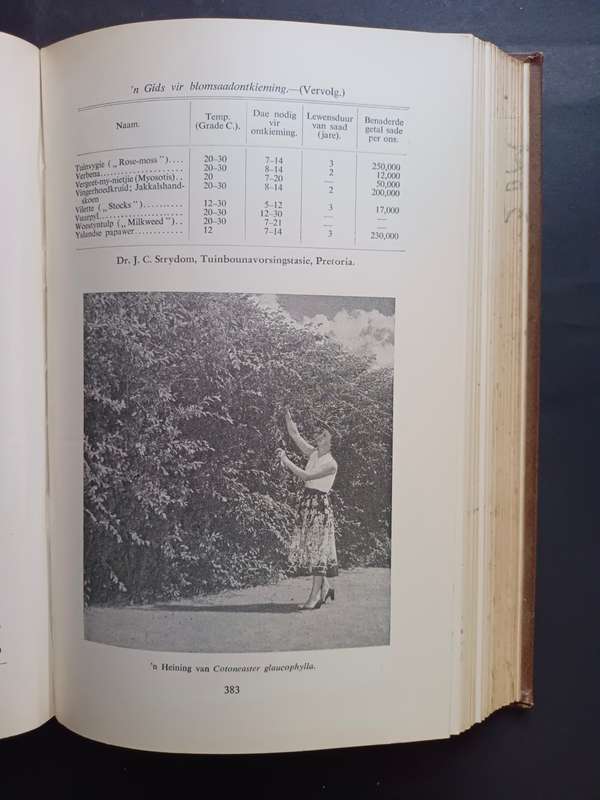 'n Gids vir blomsaadontkieming.—(Vervolg.)
Naam. Temp. (Grade C.). Dae nodig vir ontkieming. Lewensduur van saad (jare). Benaderde getal sade per ons.
Tuinvygie („Rose-moss").... 20–30 7–14 3 250,000
Verbena.................... 20–30 8–14 2 12,000
Vergeet-my-nietjie (Myosotis).. 20 7–20 — 50,000
Vingerhoedkruid; Jakkalshand- 20–30 8–14 2 200,000
skoen
Vilette („Stocks").......... 12–30 5–12 3 17,000
Vuurpyl.................... 20–30 12–30 — —
Woestyntulp („Milkweed").. 20–30 7–21 — —
Yslandse papawer............ 12 7–14 3 230,000
Dr. J. C. Strydom, Tuinbounavorsingstasie, Pretoria.
'n Heining van Cotoneaster glaucophylla.
383